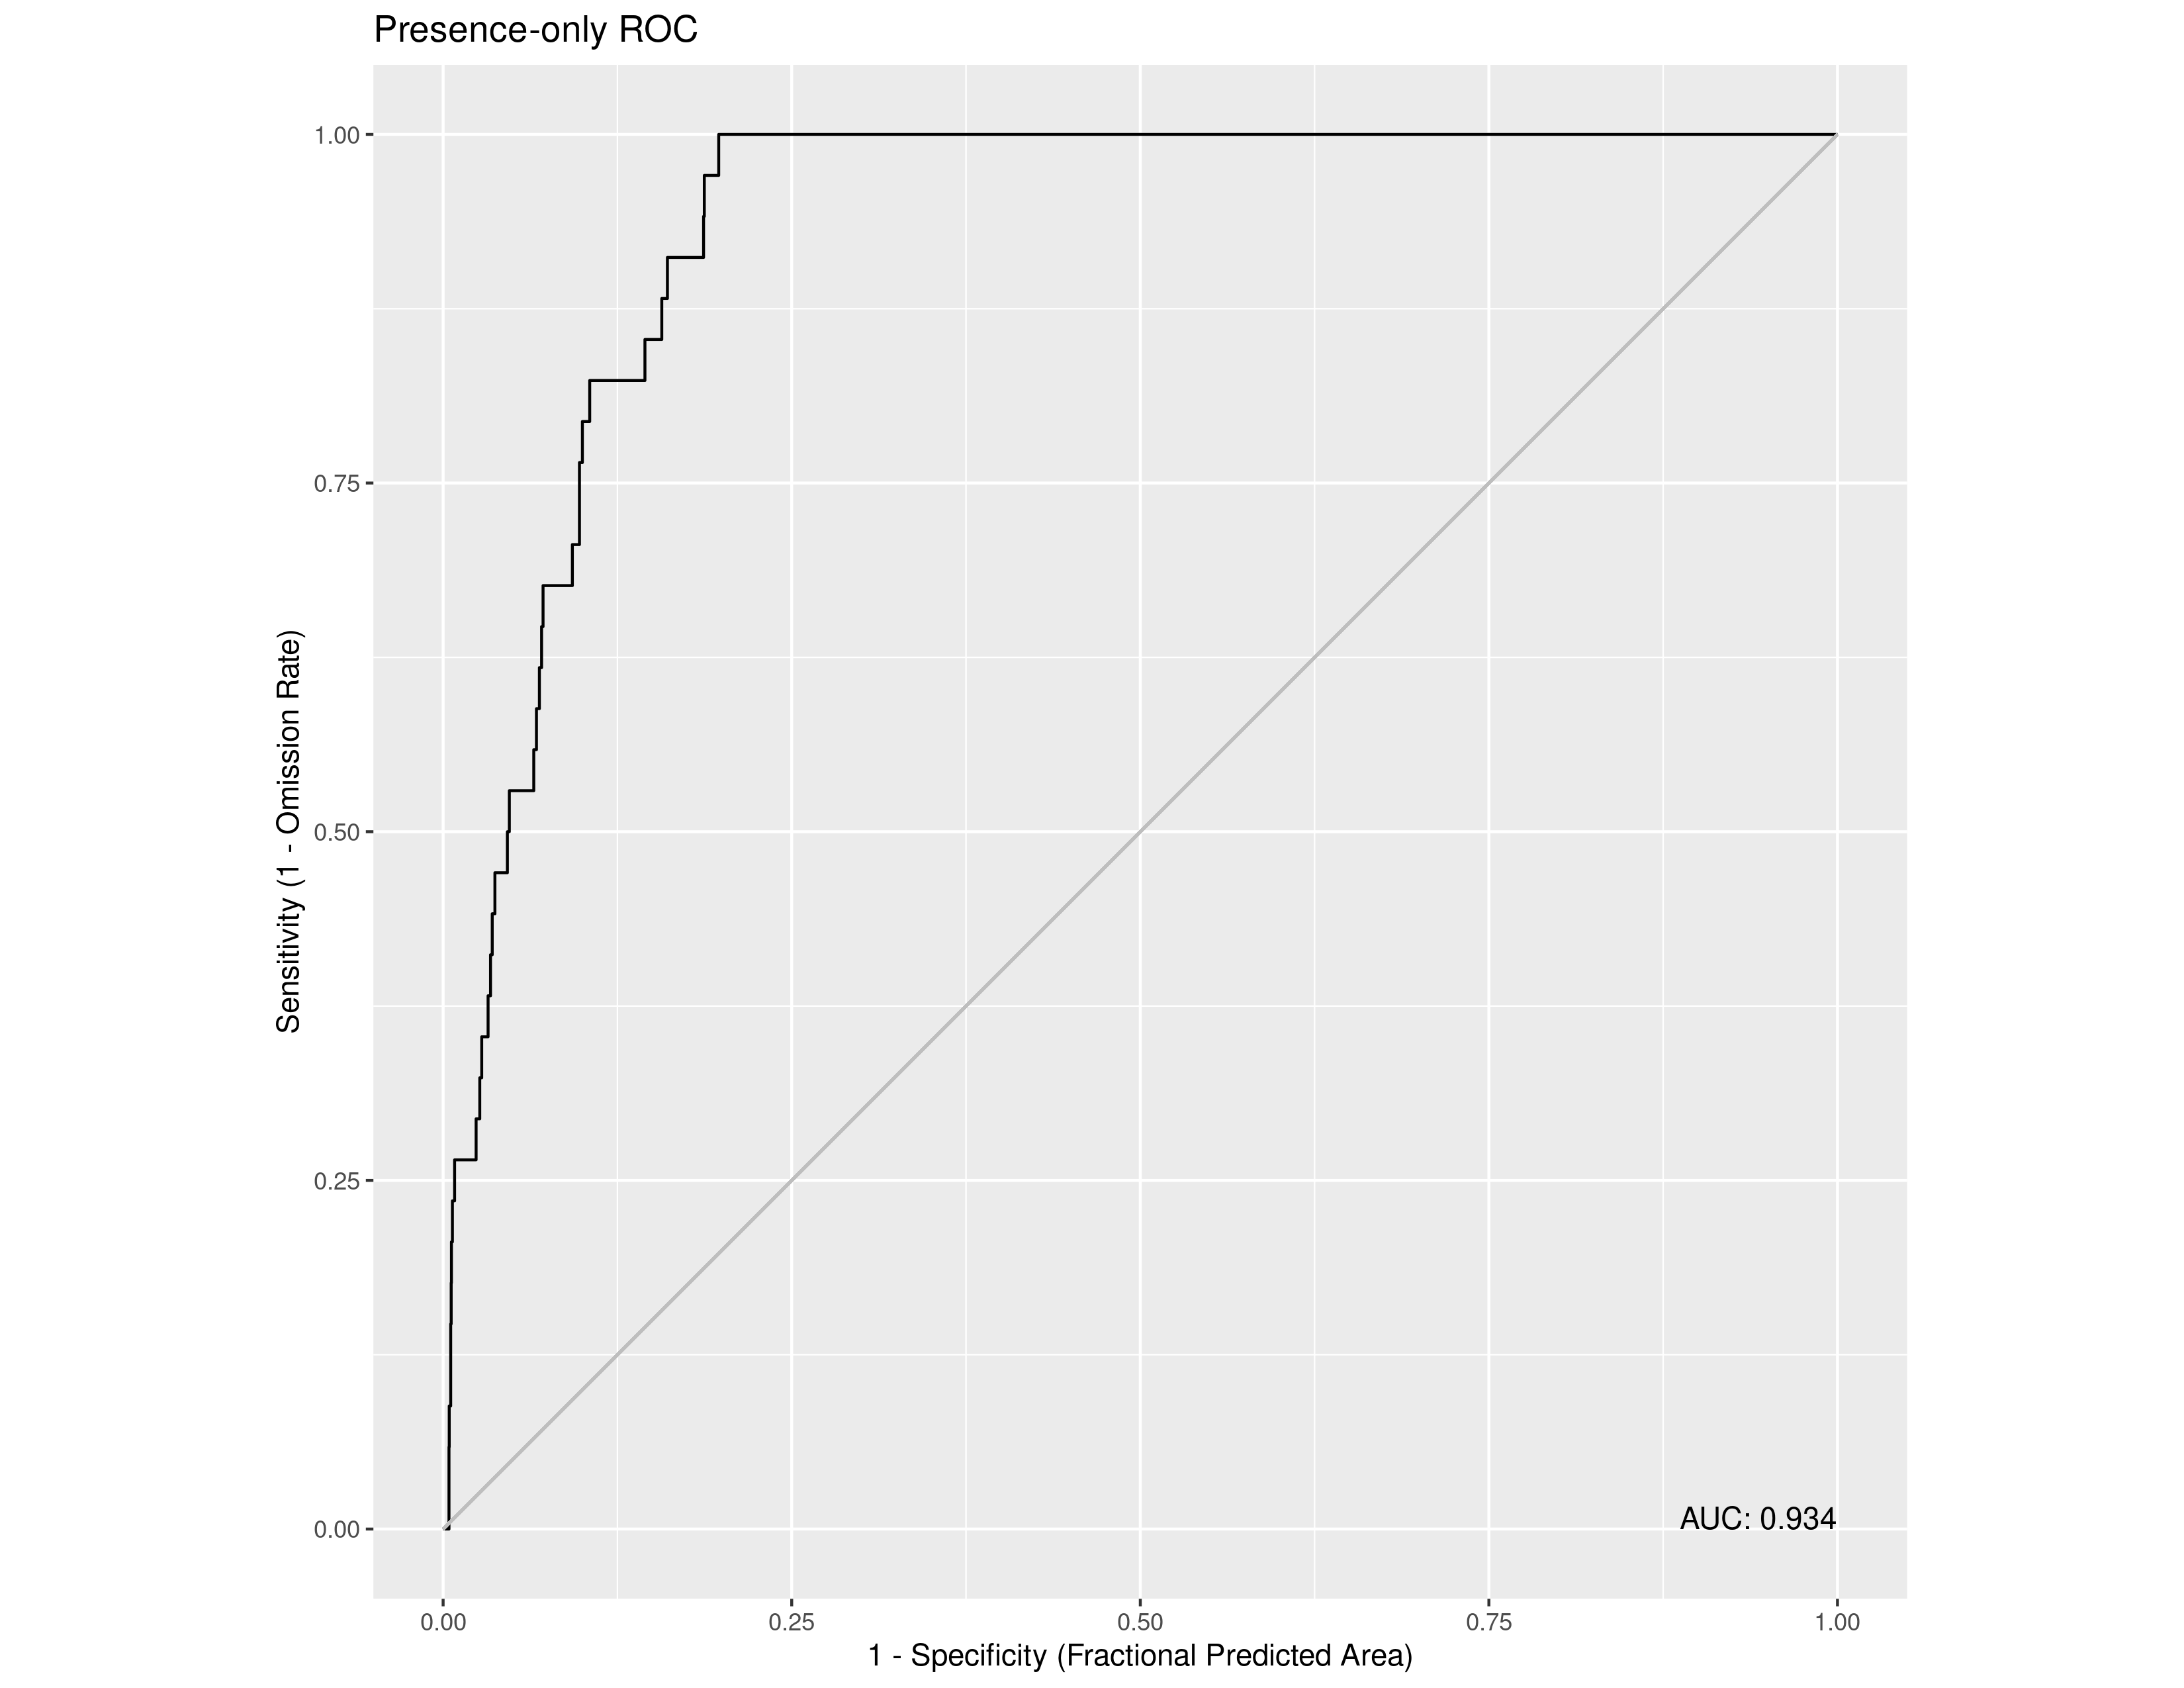 Presence-only ROC
Sensitivity (1 - Omission Rate)
1.00
0.75
0.50
0.25
0.00
AUC: 0.934
0.00 0.25 0.50 0.75 1.00
1 - Specificity (Fractional Predicted Area)